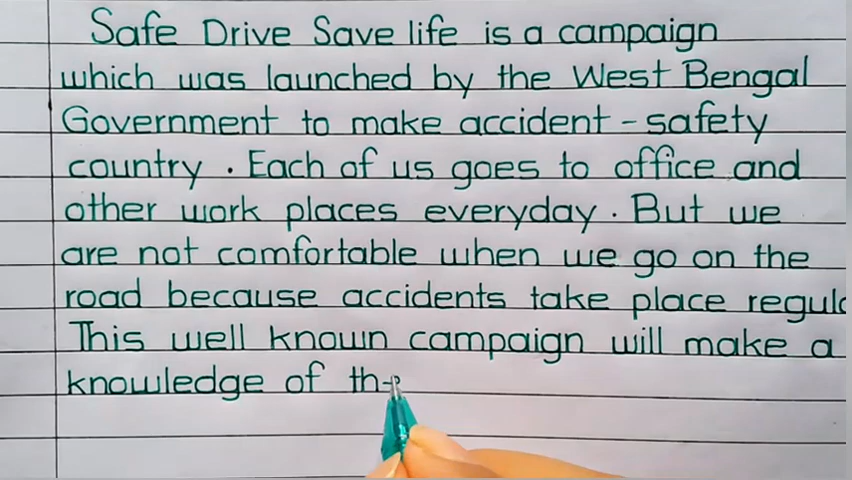 Safe Drive Save life is a campaign
which was launched by the West Bengal
Government to make accident - safety
country . Each of us goes to office and
other work places everyday . But we
are not comfortable when we go on the
road because accidents take place
This well known campaign will make a
knowledge of